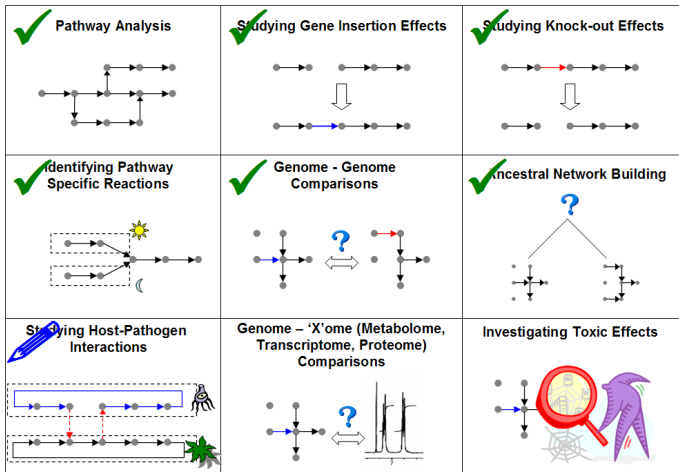 Pathway Analysis
Studying Gene Insertion Effects
Studying Knock-out Effects
Identifying Pathway
Specific Reactions
Genome - Genome
Comparisons
Ancestral Network Building
?
?
Studying Host-Pathogen
Interactions
Genome – ‘X’ome (Metabolome,
Transcriptome, Proteome)
Comparisons
Investigating Toxic Effects
?